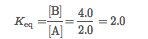 K_eq = [B]/[A] = 4.0/2.0 = 2.0